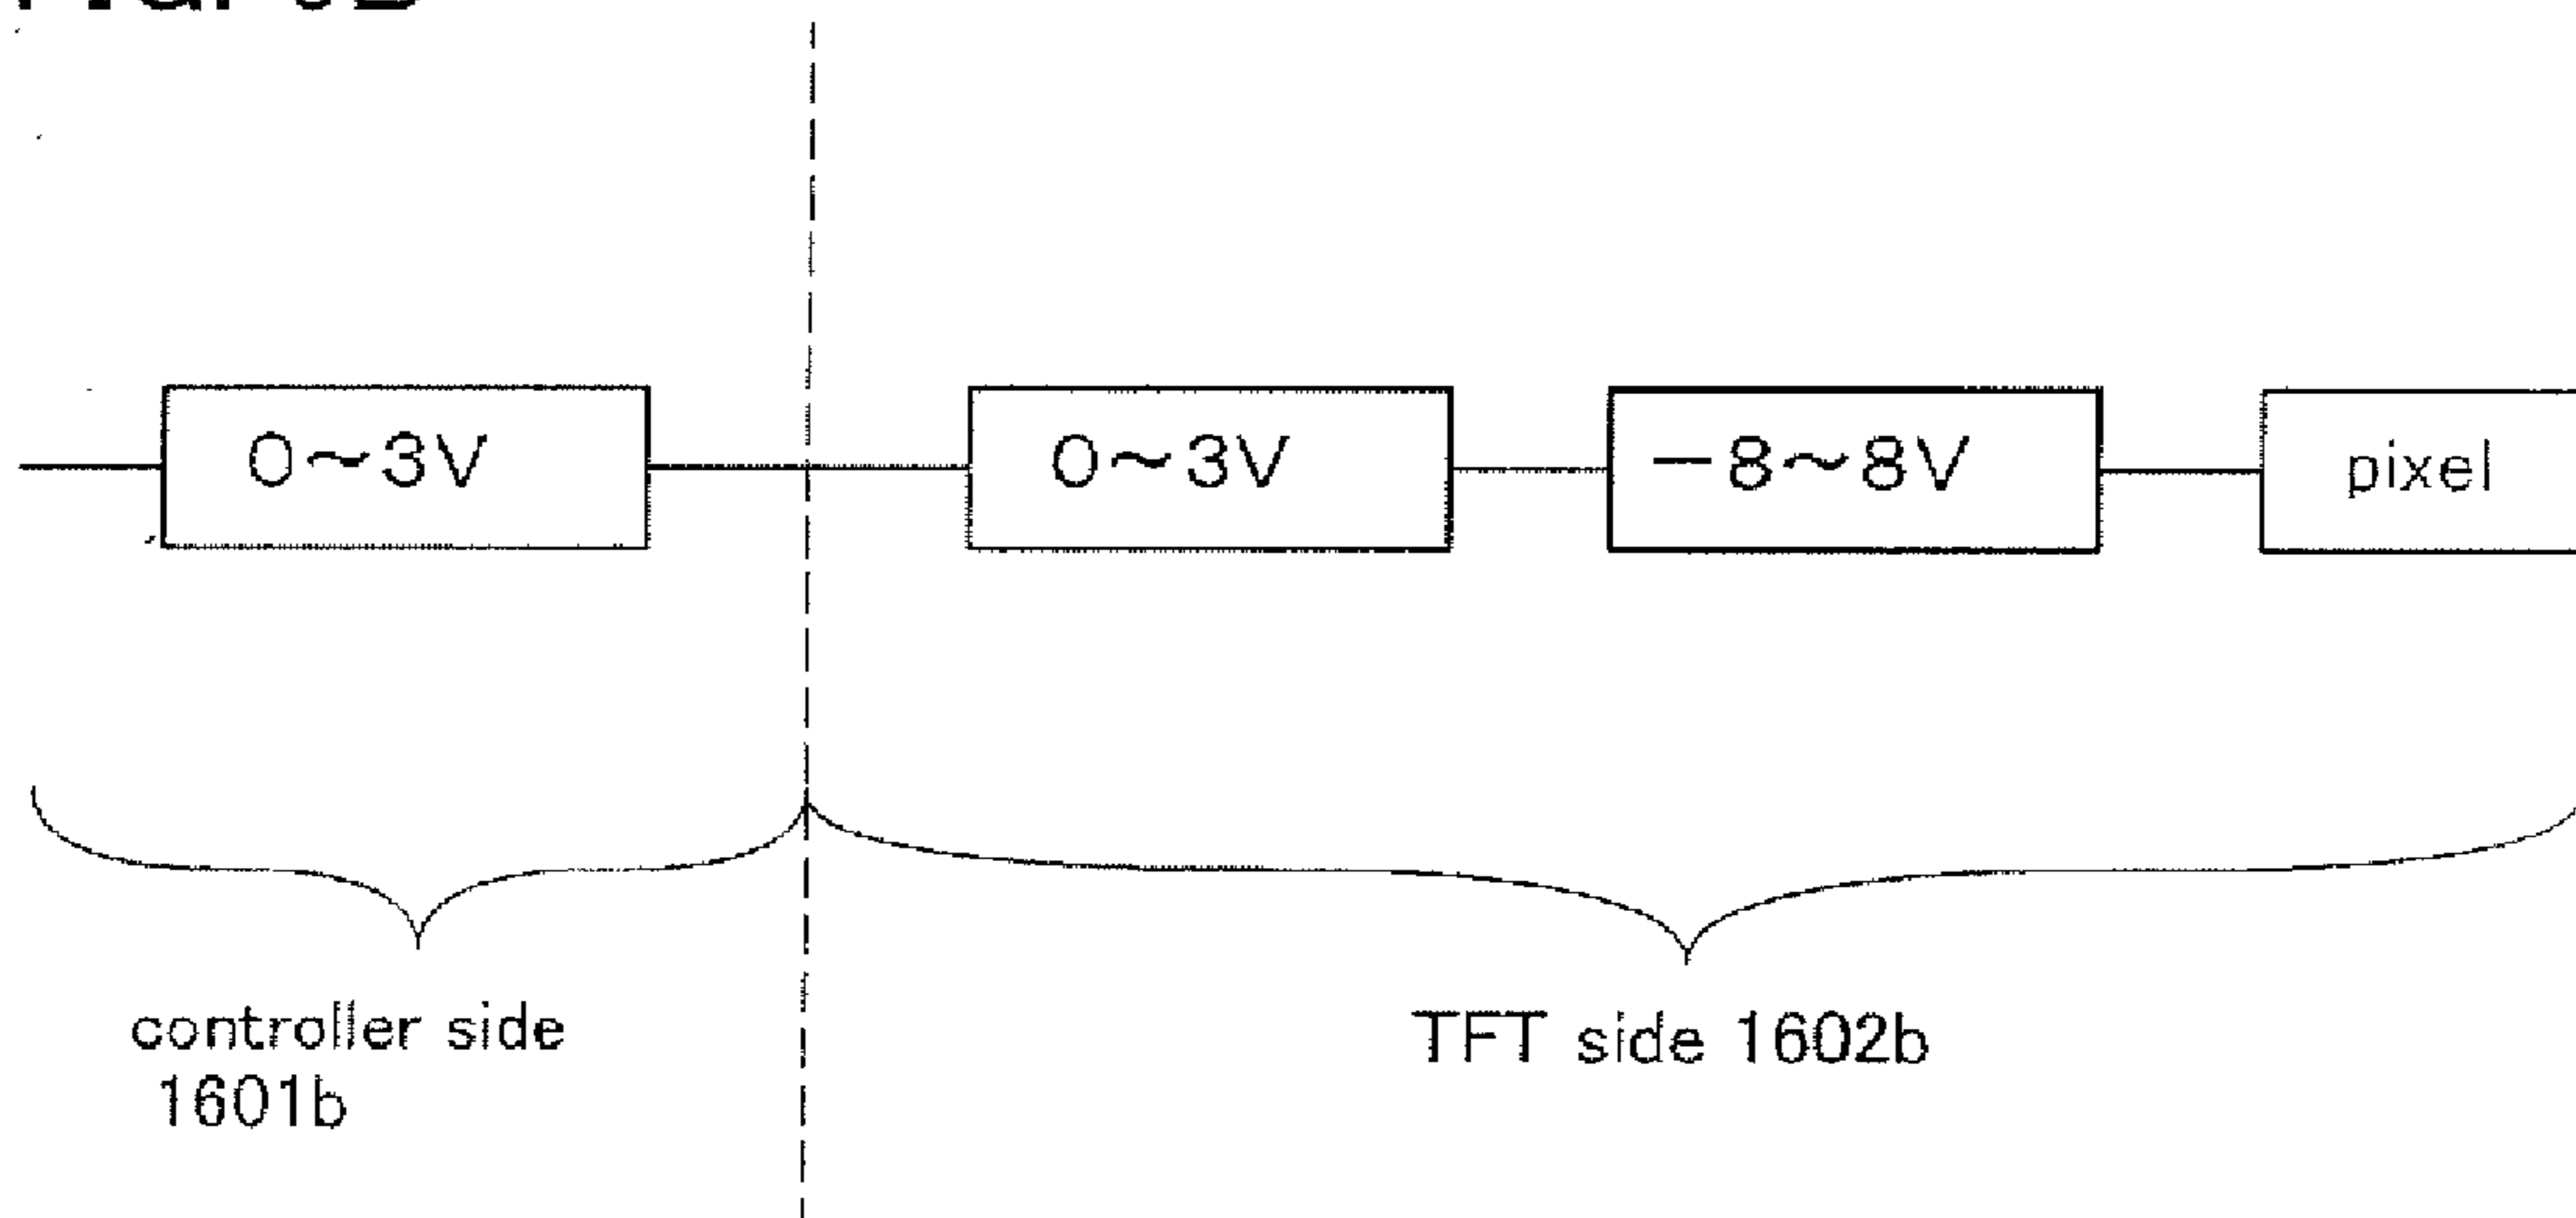 0~3V
0~3V
−8~8V
pixel
controller side
1601b
TFT side 1602b